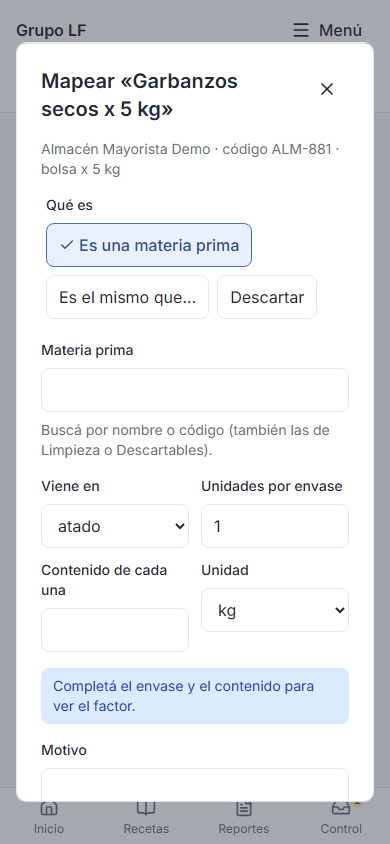 Grupo LF
Menú
Mapear «Garbanzos
secos x 5 kg»
Almacén Mayorista Demo · código ALM-881 ·
bolsa x 5 kg
Qué es
Es una materia prima
Es el mismo que...
Descartar
Materia prima
Buscá por nombre o código (también las de
Limpieza o Descartables).
Viene en
Unidades por envase
atado
1
Contenido de cada
una
Unidad
kg
Completá el envase y el contenido para
ver el factor.
Motivo
Inicio
Recetas
Reportes
Control